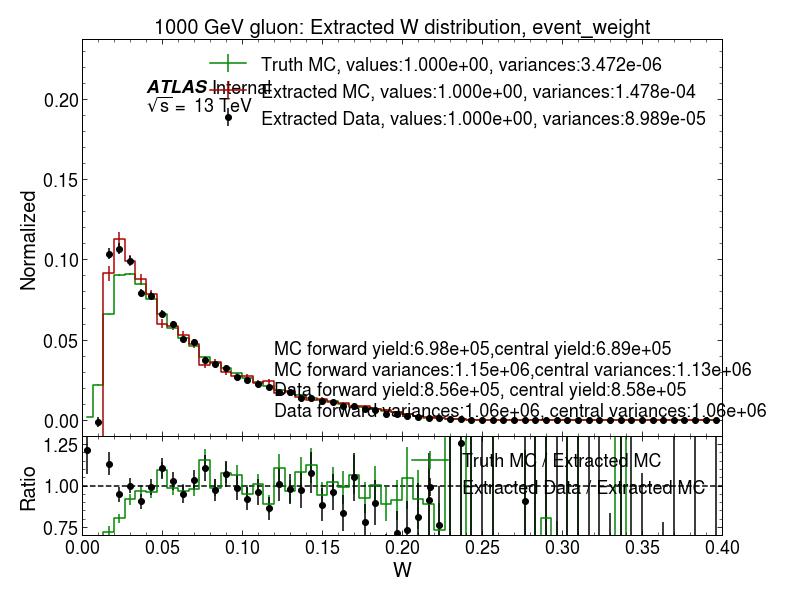 1000 GeV gluon: Extracted W distribution, event_weight
Truth MC, values:1.000e+00, variances:3.472e-06
ATLAS Internal
Extracted MC, values:1.000e+00, variances:1.478e-04
√s = 13 TeV
Extracted Data, values:1.000e+00, variances:8.989e-05
Normalized
0.20
0.15
0.10
0.05
0.00
MC forward yield:6.98e+05,central yield:6.89e+05
MC forward variances:1.15e+06,central variances:1.13e+06
Data forward yield:8.56e+05, central yield:8.58e+05
Data forward variances:1.06e+06, central variances:1.06e+06
Ratio
1.25
1.00
0.75
Truth MC / Extracted MC
Extracted Data / Extracted MC
0.00 0.05 0.10 0.15 0.20 0.25 0.30 0.35 0.40
W